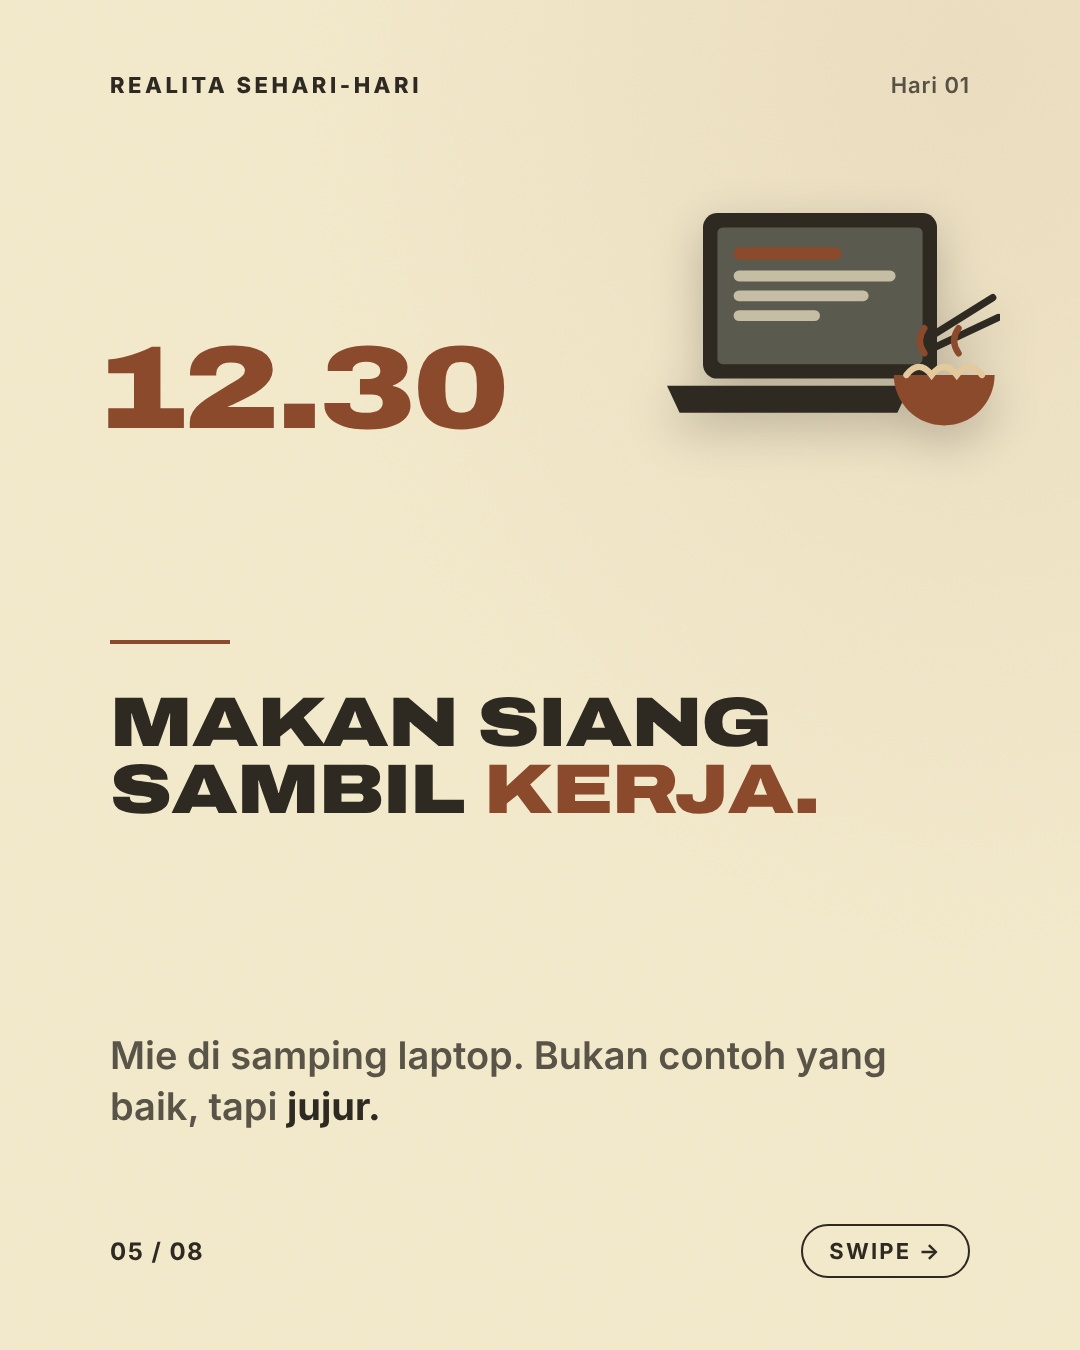 REALITA SEHARI-HARI
Hari 01
12.30
MAKAN SIANG
SAMBIL KERJA.
Mie di samping laptop. Bukan contoh yang
baik, tapi jujur.
05 / 08
SWIPE →